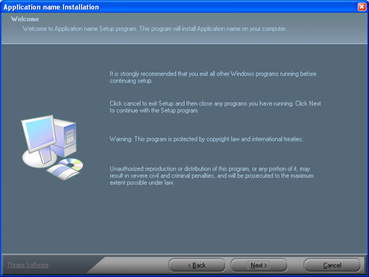 Application name Installation
Welcome
Welcome to Application name Setup program. This program will install Application name on your computer.
It is strongly recommended that you exit all other Windows programs running before
continuing setup.
Click cancel to exit Setup and then close any programs you have running. Click Next
to continue with the Setup program.
Warning: This program is protected by copyright law and international treaties.
Unauthorized reproduction or distribution of this program, or any portion of it, may
result in severe civil and criminal penalties, and will be prosecuted to the maximum
extent possible under law.
Software
< Back
Next >
Cancel